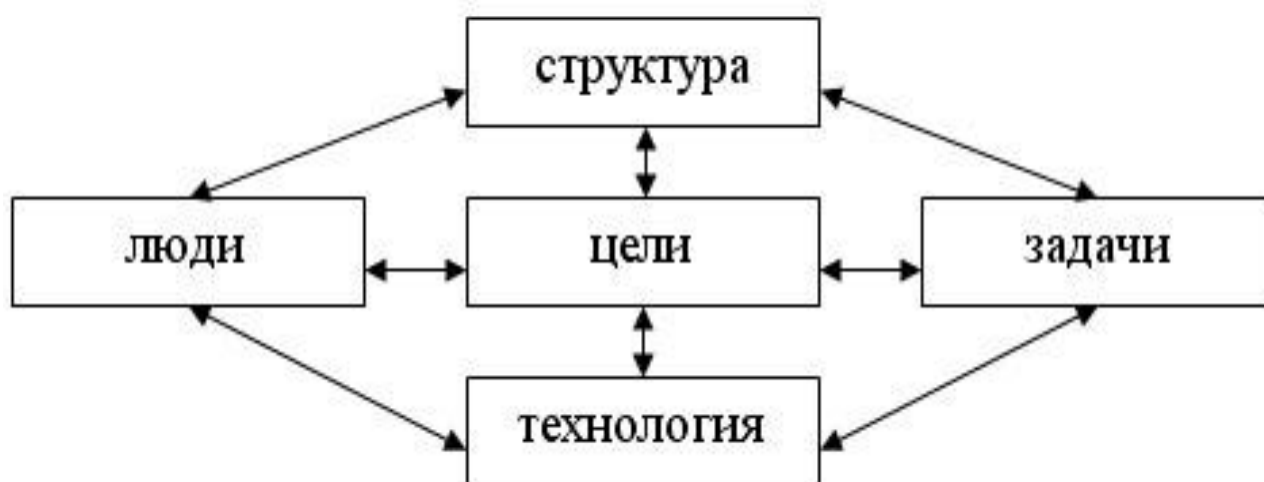 структура
люди
цели
задачи
технология